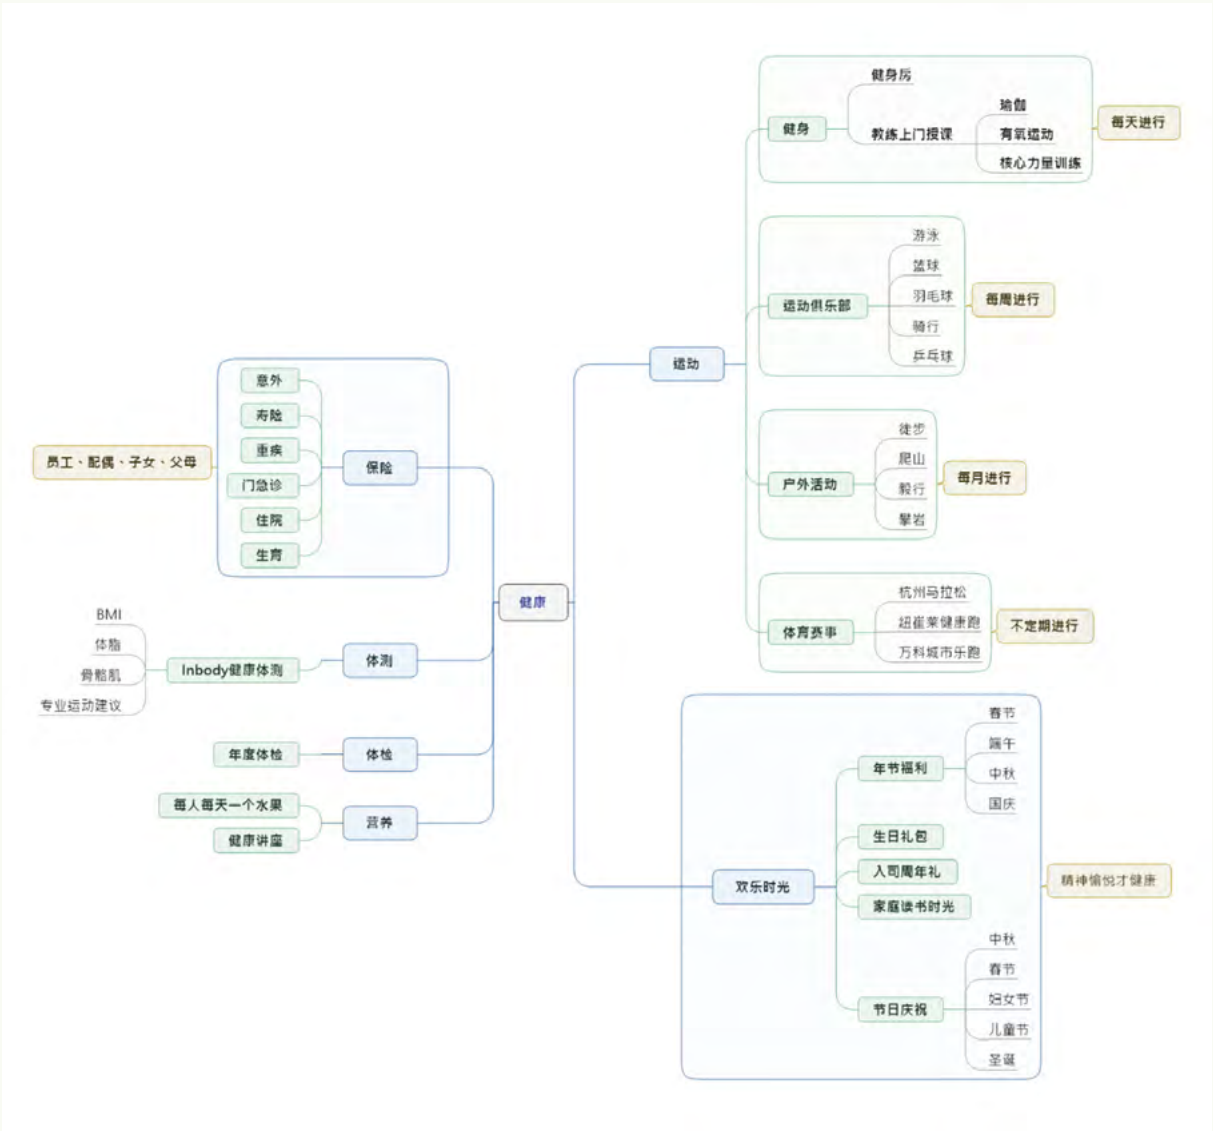 健康
运动
健身
健身房
教练上门授课
瑜伽
有氧运动
核心力量训练
每天进行
运动俱乐部
游泳
篮球
羽毛球
骑行
乒乓球
每周进行
户外活动
徒步
爬山
毅行
攀岩
每月进行
体育赛事
杭州马拉松
纽崔莱健康跑
万科城市乐跑
不定期进行
欢乐时光
年节福利
春节
端午
中秋
国庆
生日礼包
入司周年礼
家庭读书时光
节日庆祝
中秋
春节
妇女节
儿童节
圣诞
精神愉悦才健康
保险
意外
寿险
重疾
门急诊
住院
生育
员工、配偶、子女、父母
体测
Inbody健康体测
BMI
体脂
骨骼肌
专业运动建议
体检
年度体检
营养
每人每天一个水果
健康讲座